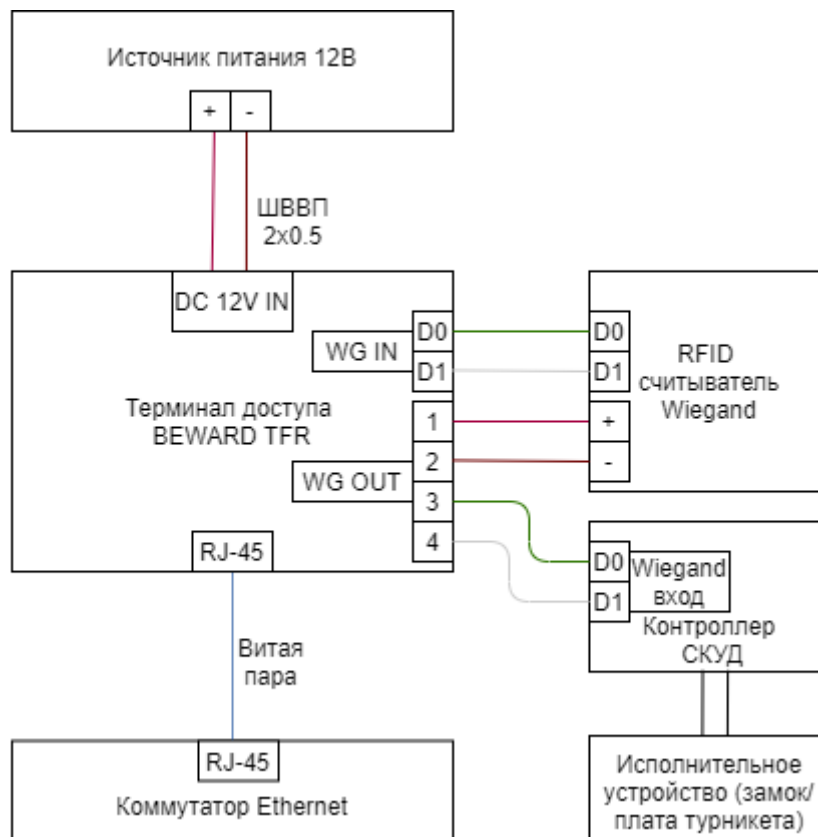 Источник питания 12В
+ -
ШВВП
2x0.5
DC 12V IN
WG IN
D0
D1
Терминал доступа
BEWARD TFR
1
2
WG OUT
3
4
RJ-45
D0
D1
RFID
считыватель
Wiegand
+
-
D0
D1
Wiegand
вход
Контроллер
СКУД
Витая
пара
RJ-45
Коммутатор Ethernet
Исполнительное
устройство (замок/
плата турникета)